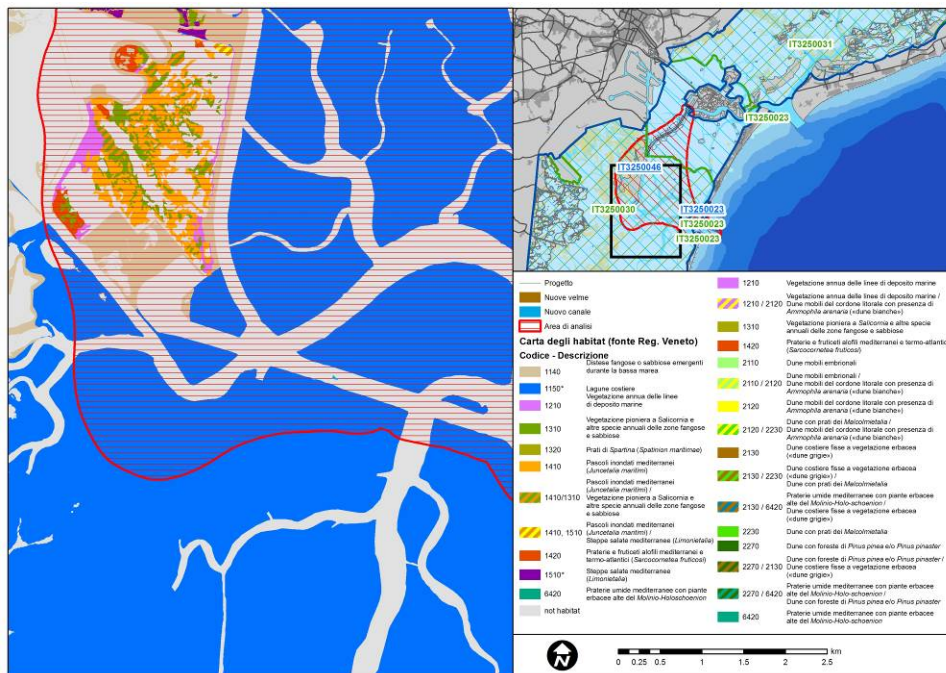 IT3250031
IT3250023
IT3250046
IT3250030
IT3250023
IT3250023
IT3250023
Progetto
Nuove velme
Nuovo canale
Area di analisi
Carta degli habitat (fonte Reg. Veneto)
Codice - Descrizione
1140
Distese fangose o sabbiose emergenti
durante la bassa marea
1150*
Lagune costiere
1210
Vegetazione annua delle linee
di deposito marine
1310
Vegetazione pioniera a Salicornia e
altre specie annuali delle zone fangose
e sabbiose
1320
Prati di Spartina (Spatinion maritimae)
1410
Pascoli inondati mediterranei
(Juncetalia maritimi)
1410/1310
Pascoli inondati mediterranei
(Juncetalia maritimi) /
Vegetazione pioniera a Salicornia e
altre specie annuali delle zone fangose
e sabbiose
1410, 1510
Pascoli inondati mediterranei
(Juncetalia maritimi) /
Steppe salate mediterranee (Limonietalia)
1420
Praterie e fruticati alofili mediterranei e
termo-atlantici (Sarcocornetea fruticosi)
1510*
Steppe salate mediterranee
(Limonietalia)
6420
Praterie umide mediterranee con piante
erbacee alte del Molinio-Holoschoenion
not habitat
1210
Vegetazione annua delle linee di deposito marine
1210 / 2120
Vegetazione annua delle linee di deposito marine /
Dune mobili del cordone litorale con presenza di
Ammophila arenaria («dune bianche»)
1310
Vegetazione pioniera a Salicornia e altre specie
annuali delle zone fangose e sabbiose
1420
Praterie e fruticati alofili mediterranei e termo-atlantici
(Sarcocornetea fruticosi)
2110
Dune mobili embrionali
2110 / 2120
Dune mobili embrionali /
Dune mobili del cordone litorale con presenza di
Ammophila arenaria («dune bianche»)
2120
Dune mobili del cordone litorale con presenza di
Ammophila arenaria («dune bianche»)
2120 / 2230
Dune con prati dei Malcolmietalia /
Dune mobili del cordone litorale con presenza di
Ammophila arenaria («dune bianche»)
2130
Dune costiere fisse a vegetazione erbacea
(«dune grigie»)
2130 / 2230
Dune costiere fisse a vegetazione erbacea
(«dune grigie») /
Dune con prati dei Malcolmietalia
2130 / 6420
Praterie umide mediterranee con piante erbacee
alte del Molinio-Holo-schoenion /
Dune costiere fisse a vegetazione erbacea
(«dune grigie»)
2230
Dune con prati dei Malcolmietalia
2270
Dune con foreste di Pinus pinea e/o Pinus pinaster
2270 / 2130
Dune con foreste di Pinus pinea e/o Pinus pinaster /
Dune costiere fisse a vegetazione erbacea
(«dune grigie»)
2270 / 6420
Praterie umide mediterranee con piante erbacee
alte del Molinio-Holo-schoenion /
Dune con foreste di Pinus pinea e/o Pinus pinaster
6420
Praterie umide mediterranee con piante erbacee
alte del Molinio-Holo-schoenion
N
km
0 0.25 0.5 1 1.5 2 2.5